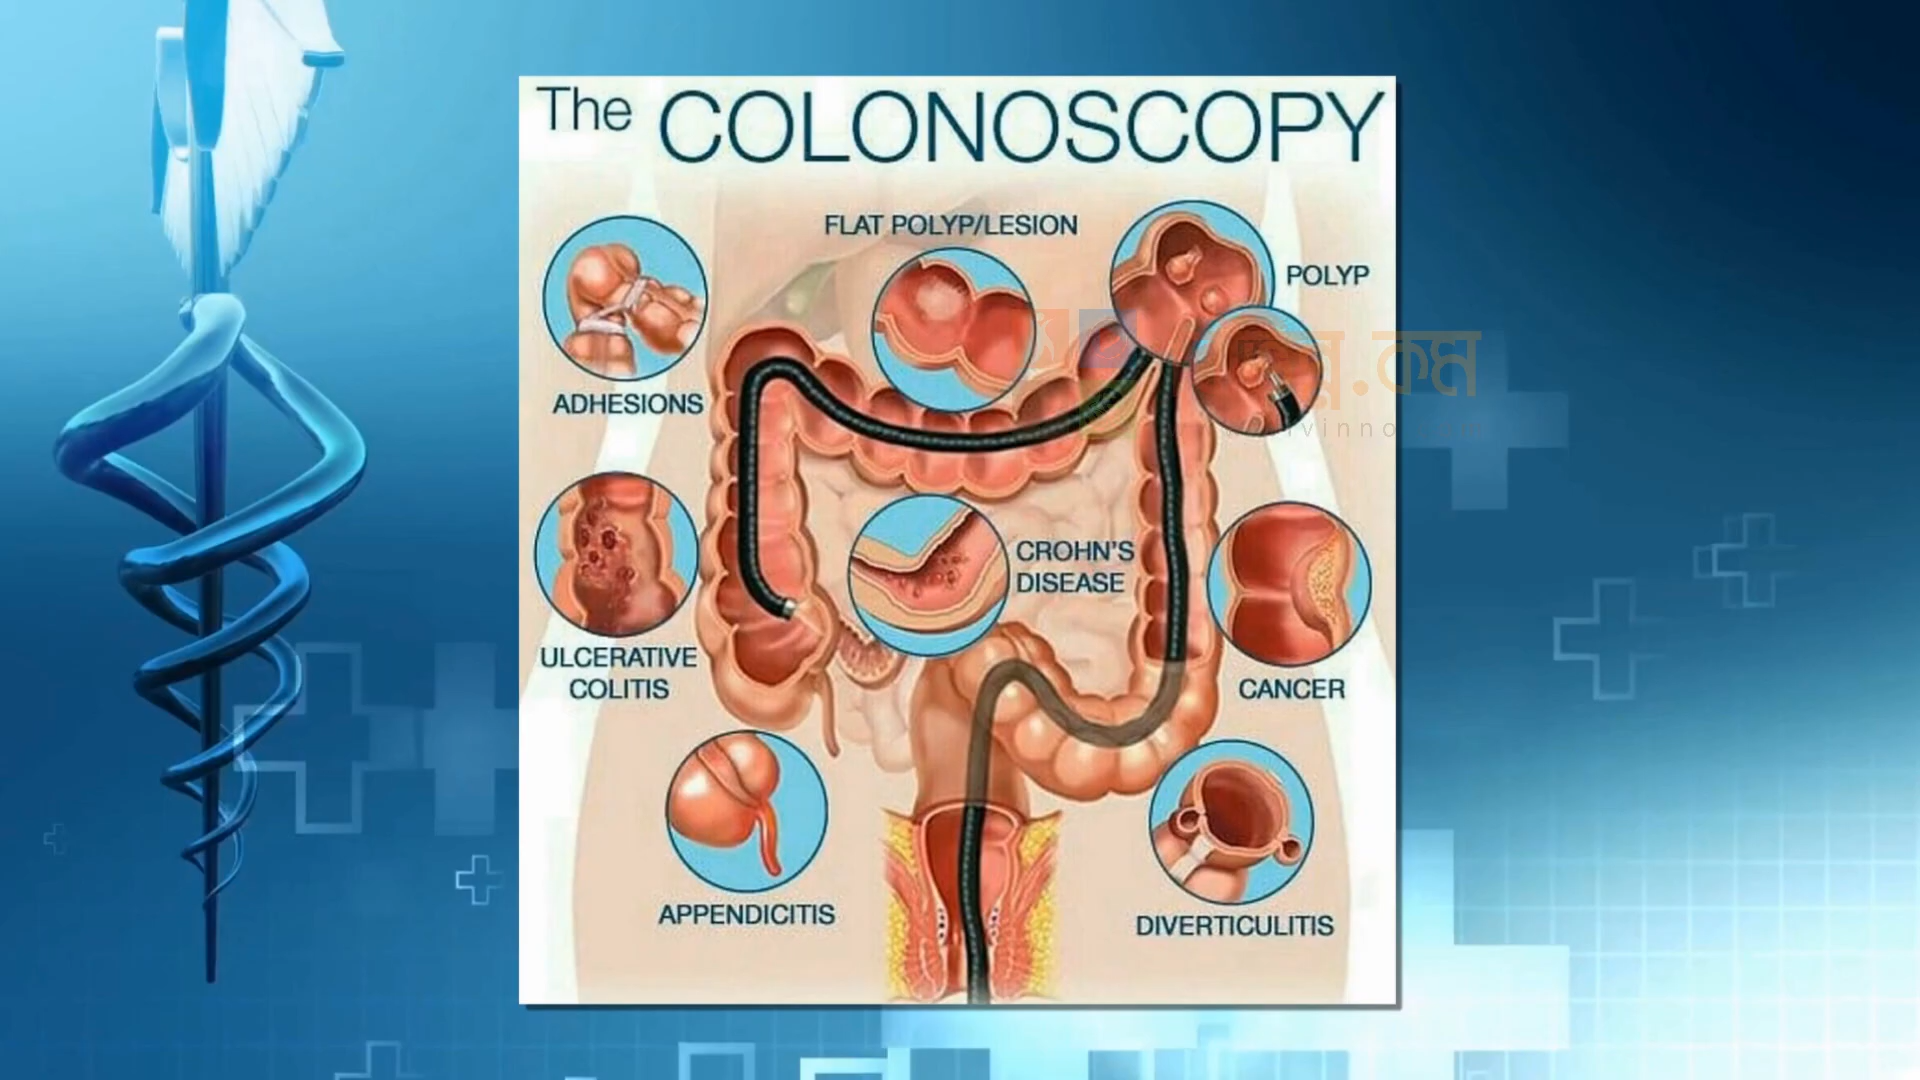 The COLONOSCOPY
FLAT POLYP/LESION
POLYP
ADHESIONS
CROHN'S
DISEASE
ULCERATIVE
COLITIS
CANCER
APPENDICITIS
DIVERTICULITIS